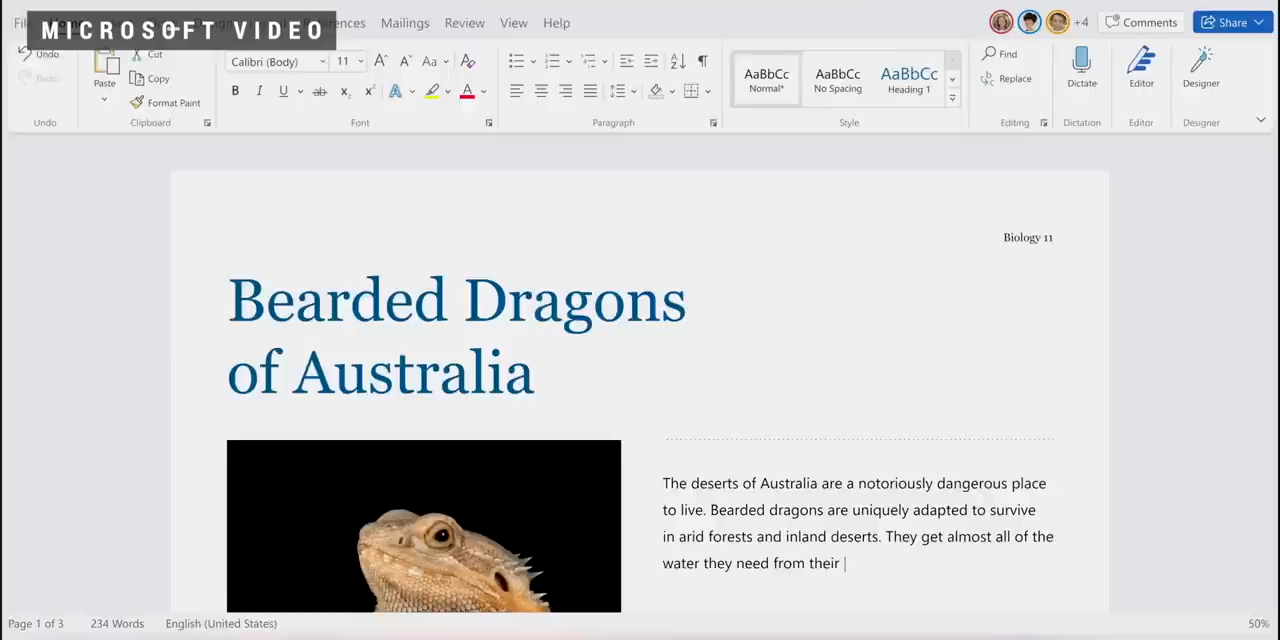 MICROSOFT VIDEO
References Mailings Review View Help
+4 Comments Share
Undo
Paste
Cut
Copy
Format Paint
Calibri (Body) 11
AaBbCc
Normal*
AaBbCc
No Spacing
AaBbCc
Heading 1
Find
Replace
Dictate
Editor
Designer
Undo Clipboard Font Paragraph Style Editing Dictation Editor Designer
Biology 11
Bearded Dragons
of Australia
The deserts of Australia are a notoriously dangerous place
to live. Bearded dragons are uniquely adapted to survive
in arid forests and inland deserts. They get almost all of the
water they need from their
Page 1 of 3 234 Words English (United States) 50%